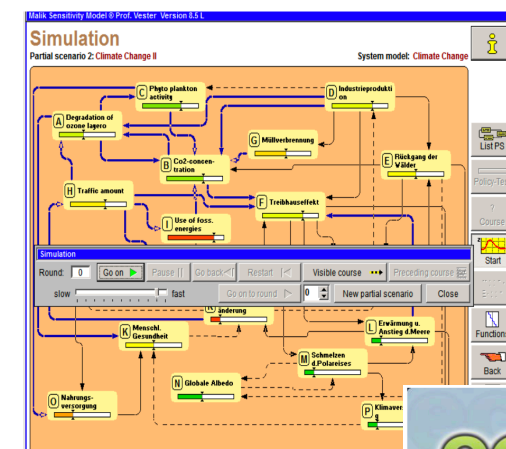 Malik Sensitivity Model ® Prof. Vester Version 8.5 L
Simulation
Partial scenario 2: Climate Change II
System model: Climate Change
C Phyto plankton
activity
D Industrieprodukti
on
A Degradation of
ozone layero
G Müllverbrennung
B Co2-concen-
tration
E Rückgang der
Wälder
H Traffic amount
F Treibhauseffekt
I Use of foss.
energies
List PS
Policy-Te
?
Course
Start
Function
Back
Simulation
Round: 0 Go on Pause || Go back Restart Visible course Preceding course
slow fast Go on to round 0 New partial scenario Close
änderung
K Menschl.
Gesundheit
L Erwärmung u.
Anstieg d.Meere
M Schmelzen
d.Polareises
N Globale Albedo
O Nahrungs-
versorgung
P Klimaver
g